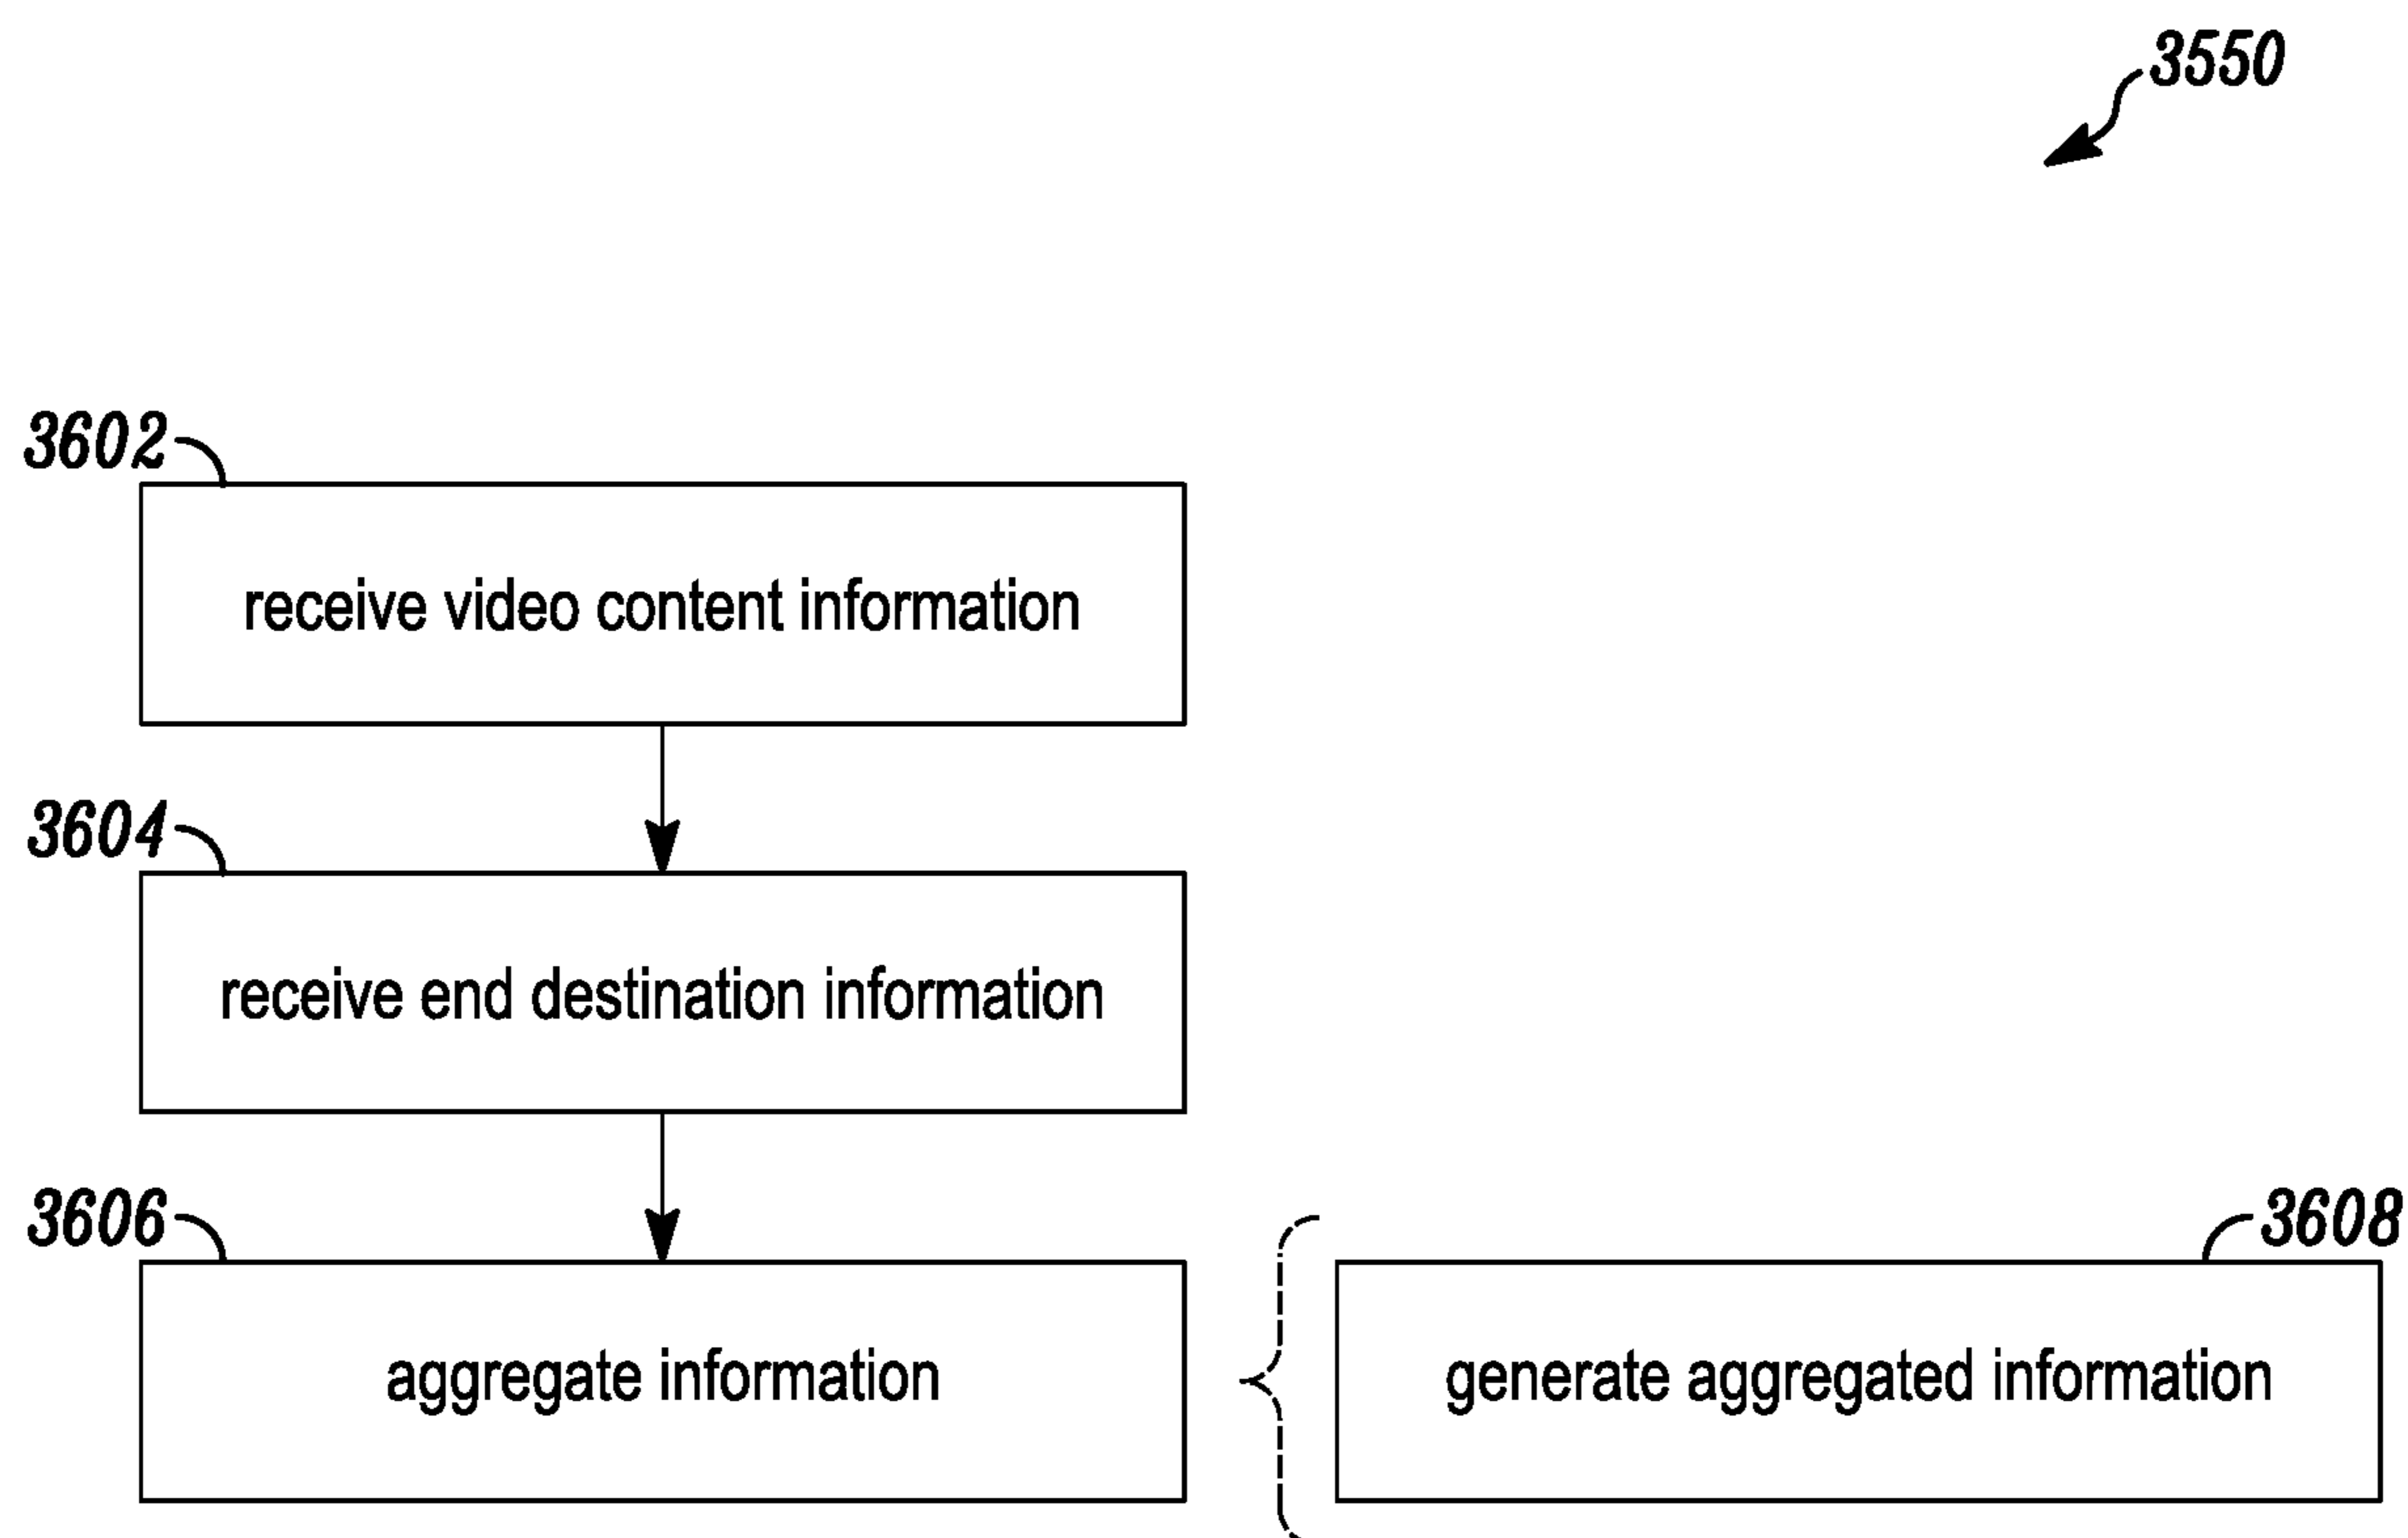 3550
3602
receive video content information
3604
receive end destination information
3606
aggregate information
3608
generate aggregated information